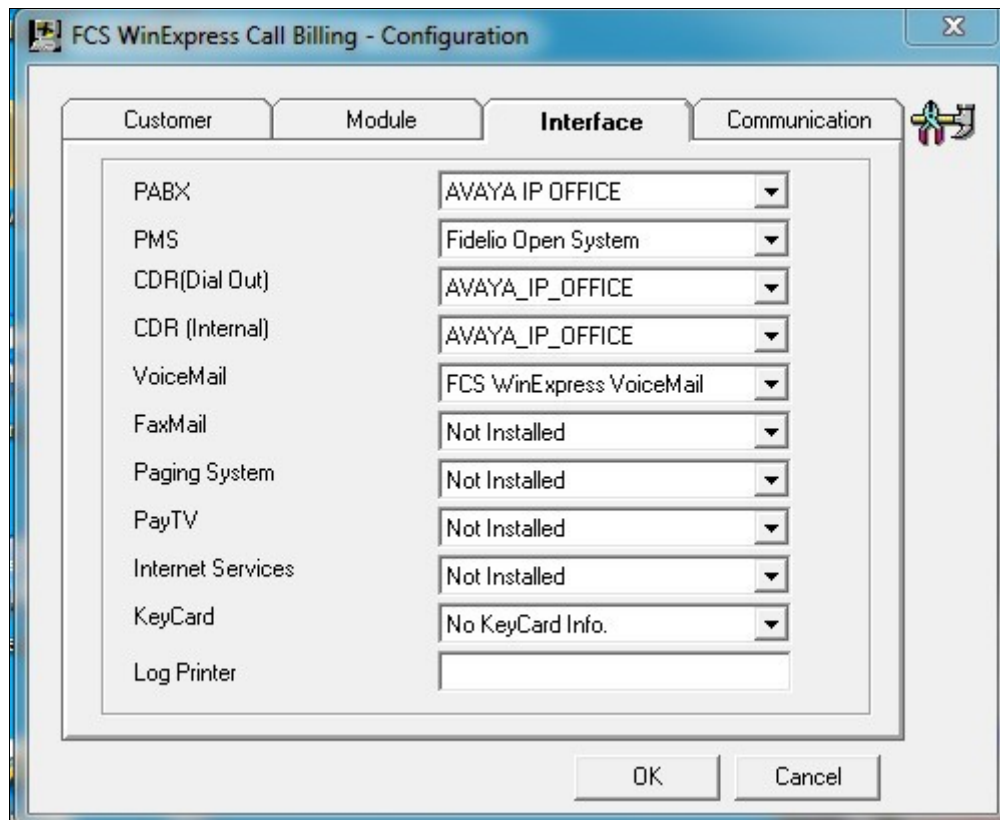 FCS WinExpress Call Billing - Configuration
Customer Module Interface Communication
PABX AVAYA IP OFFICE
PMS Fidelio Open System
CDR(Dial Out) AVAYA_IP_OFFICE
CDR (Internal) AVAYA_IP_OFFICE
VoiceMail FCS WinExpress VoiceMail
FaxMail Not Installed
Paging System Not Installed
PayTV Not Installed
Internet Services Not Installed
KeyCard No KeyCard Info.
Log Printer
OK Cancel